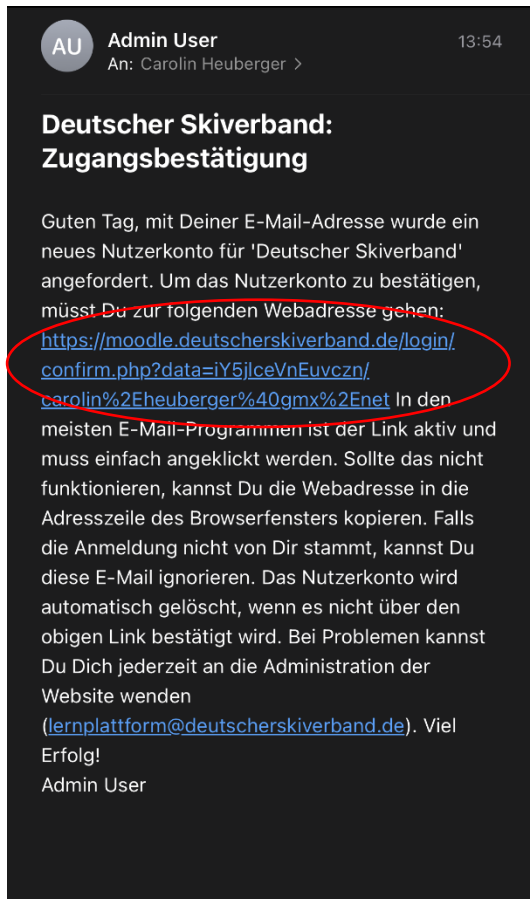 AU
Admin User
13:54
An: Carolin Heuberger >
Deutscher Skiverband:
Zugangsbestätigung
Guten Tag, mit Deiner E-Mail-Adresse wurde ein
neues Nutzerkonto für 'Deutscher Skiverband'
angefordert. Um das Nutzerkonto zu bestätigen,
müsst Du zur folgenden Webadresse gehen:
https://moodle.deutscherskiverband.de/login/
confirm.php?data=iY5jlceVnEuvczn/
carolin%2Eheuberger%40gmx%2Enet In den
meisten E-Mail-Programmen ist der Link aktiv und
muss einfach angeklickt werden. Sollte das nicht
funktionieren, kannst Du die Webadresse in die
Adresszeile des Browserfensters kopieren. Falls
die Anmeldung nicht von Dir stammt, kannst Du
diese E-Mail ignorieren. Das Nutzerkonto wird
automatisch gelöscht, wenn es nicht über den
obigen Link bestätigt wird. Bei Problemen kannst
Du Dich jederzeit an die Administration der
Website wenden
(lernplattform@deutscherskiverband.de). Viel
Erfolg!
Admin User